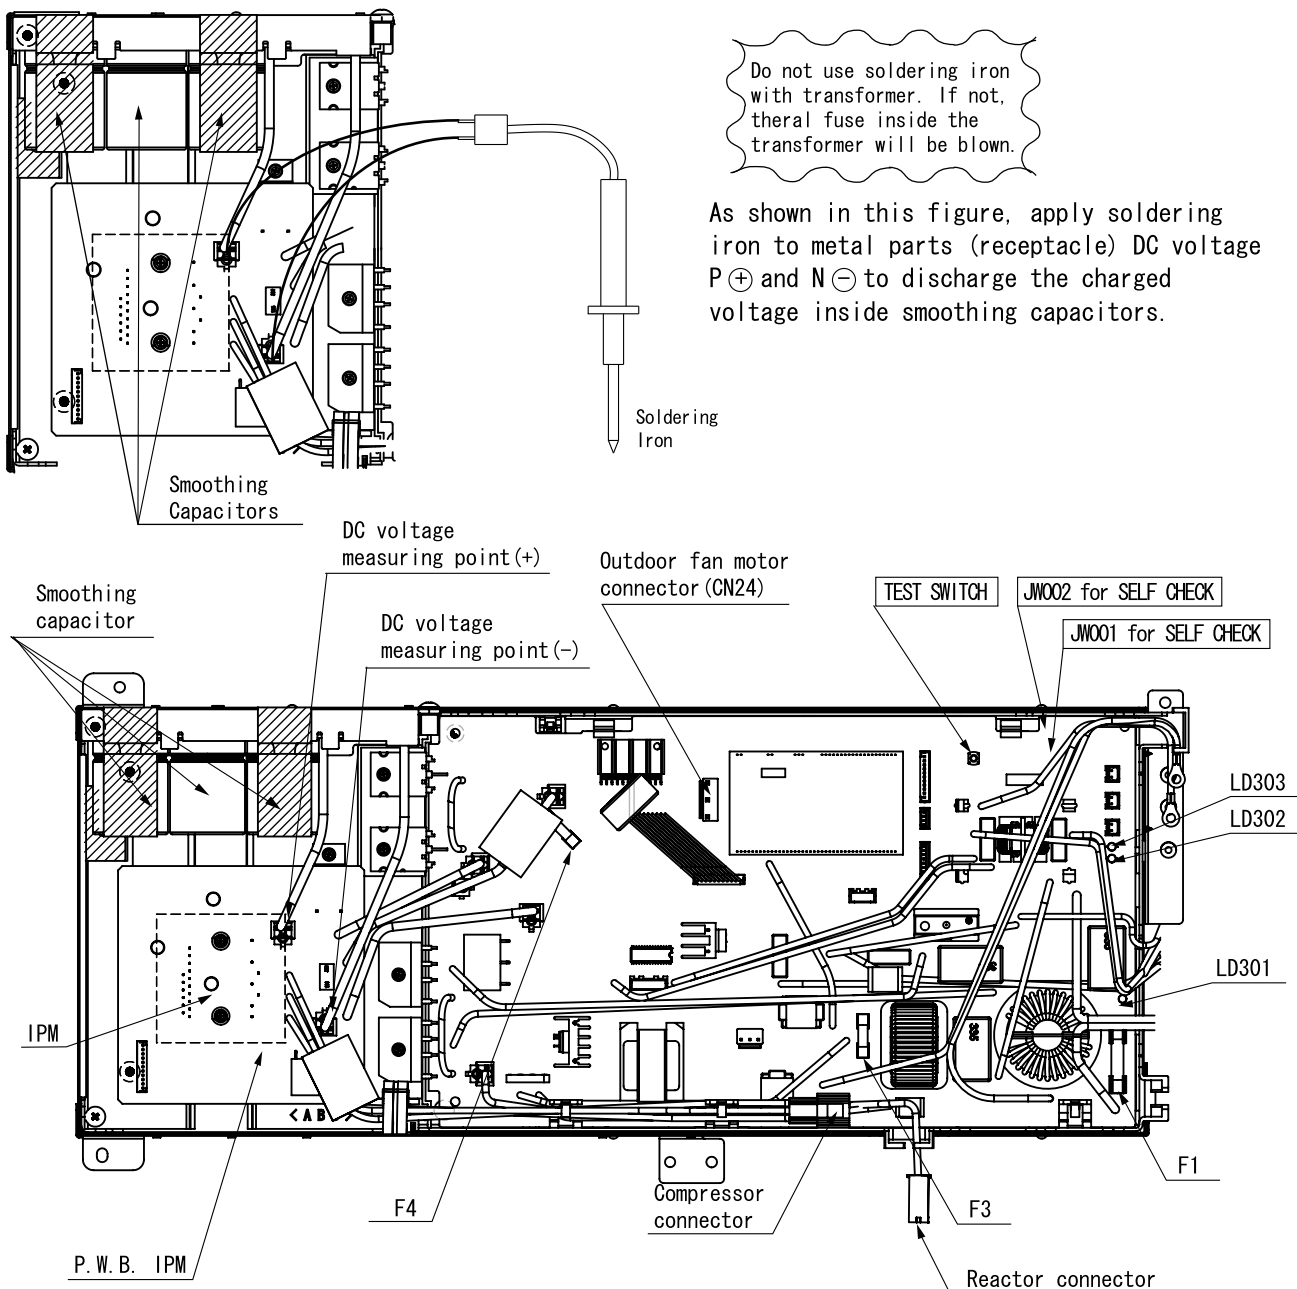 Do not use soldering iron
with transformer. If not,
theral fuse inside the
transformer will be blown.
As shown in this figure, apply soldering
iron to metal parts (receptacle) DC voltage
P⊕ and N⊖ to discharge the charged
voltage inside smoothing capacitors.
Soldering
Iron
Smoothing
Capacitors
DC voltage
measuring point(+)
Outdoor fan motor
connector(CN24)
TEST SWITCH
JW002 for SELF CHECK
JW001 for SELF CHECK
Smoothing
capacitor
DC voltage
measuring point(-)
LD303
LD302
LD301
IPM
<AB
335
F1
F4
Compressor
connector
F3
P.W.B. IPM
Reactor connector